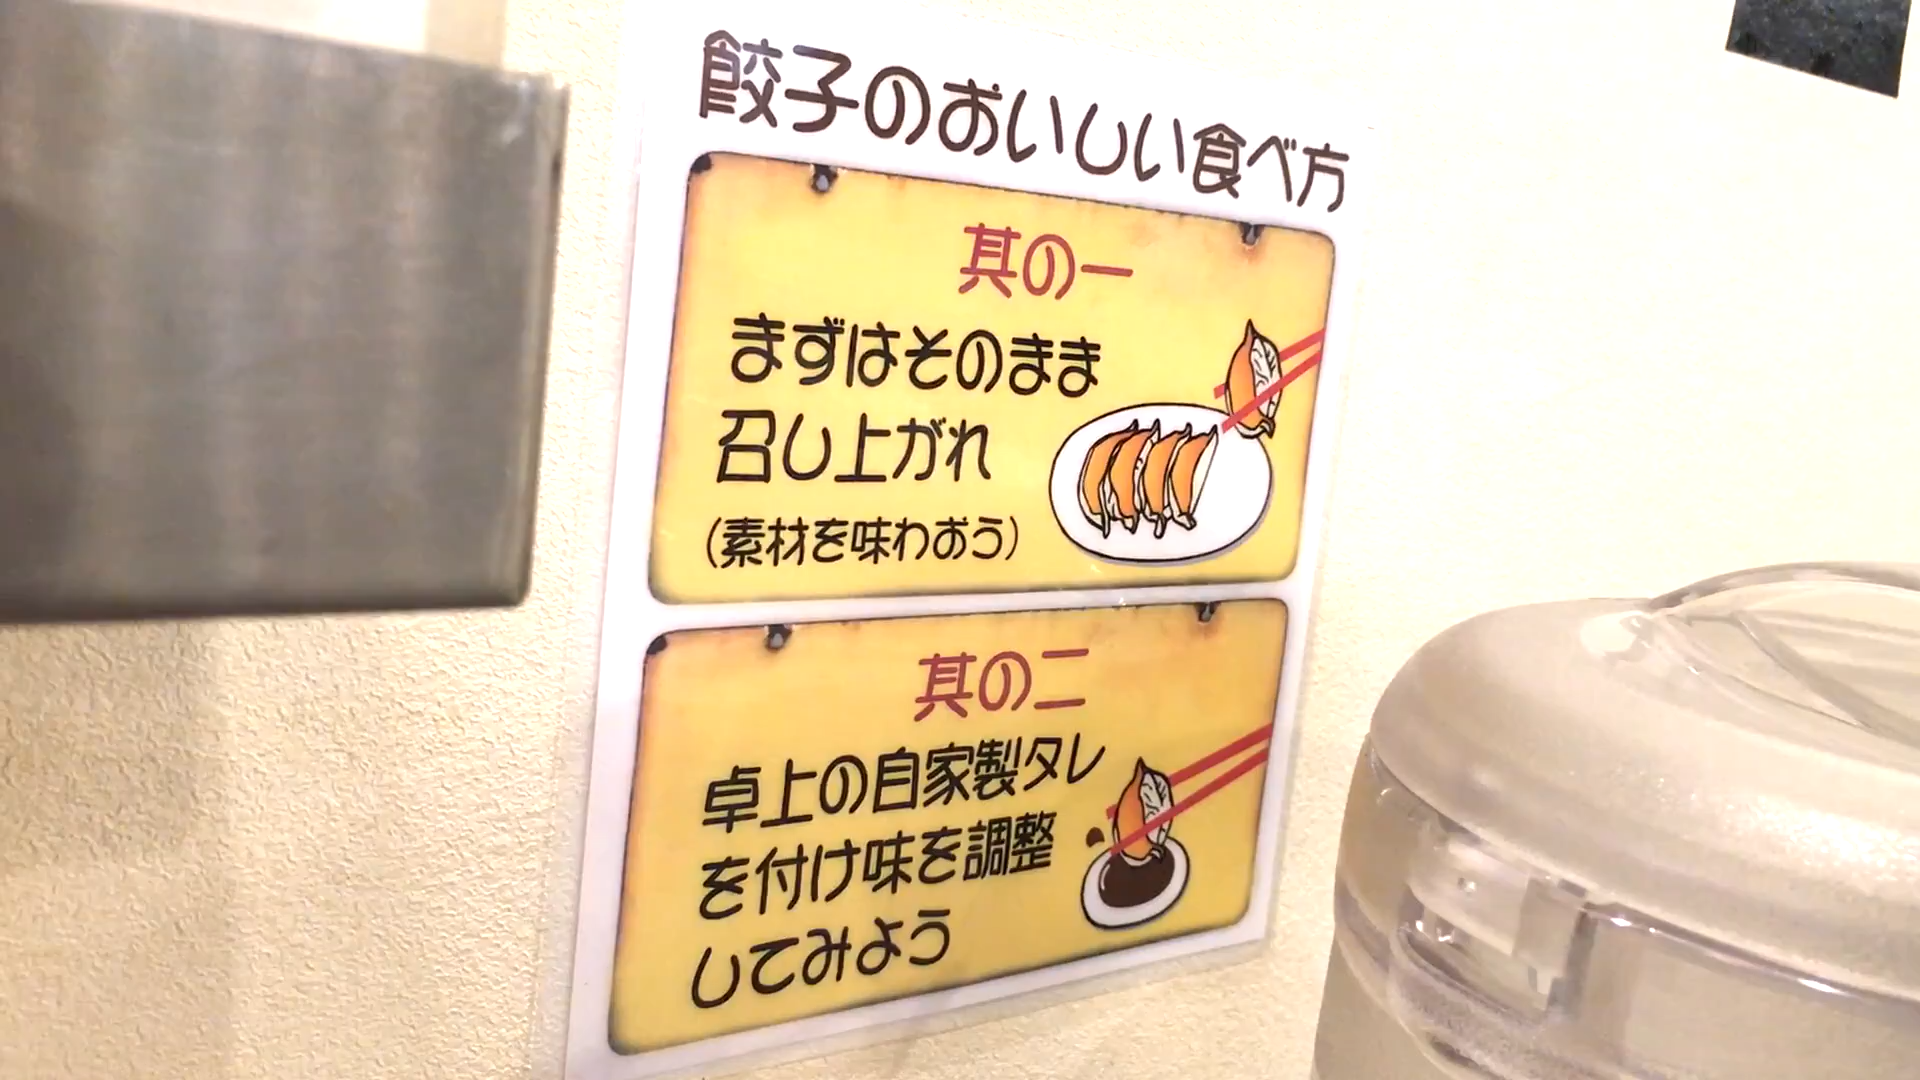 餃子のおいしい食べ方
其の一
まずはそのまま
召し上がれ
(素材を味わおう)
其の二
卓上の自家製タレ
を付け味を調整
してみよう